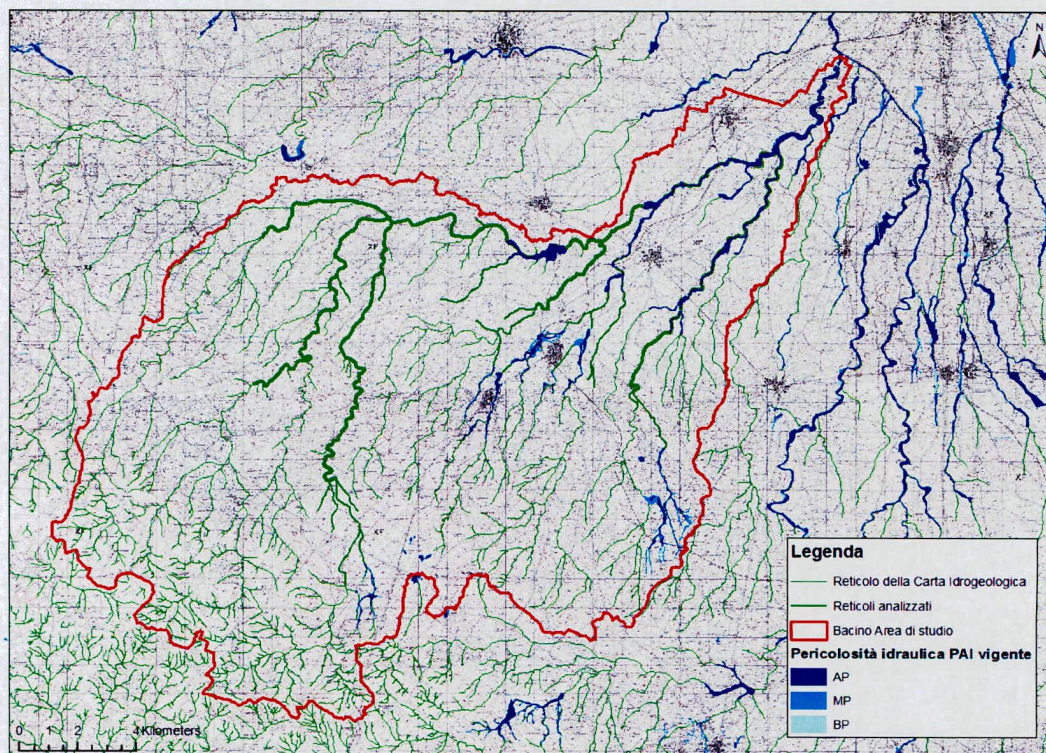 N
Legenda
Reticolo della Carta Idrogeologica
Reticoli analizzati
Bacino Area di studio
Pericolosità idraulica PAI vigente
AP
MP
BP
0 1 2 4 Kilometers